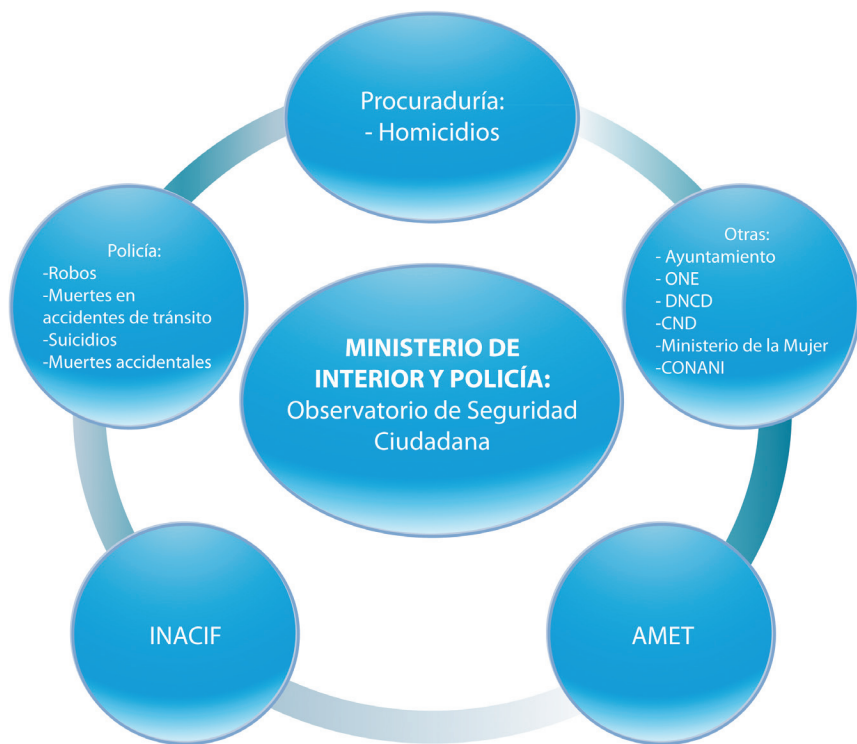 Procuraduría:
- Homicidios
Policía:
-Robos
-Muertes en
accidentes de tránsito
-Suicidios
-Muertes accidentales
Otras:
- Ayuntamiento
- ONE
- DNCD
-CND
-Ministerio de la Mujer
-CONANI
MINISTERIO DE
INTERIOR Y POLICÍA:
Observatorio de Seguridad
Ciudadana
INACIF
AMET